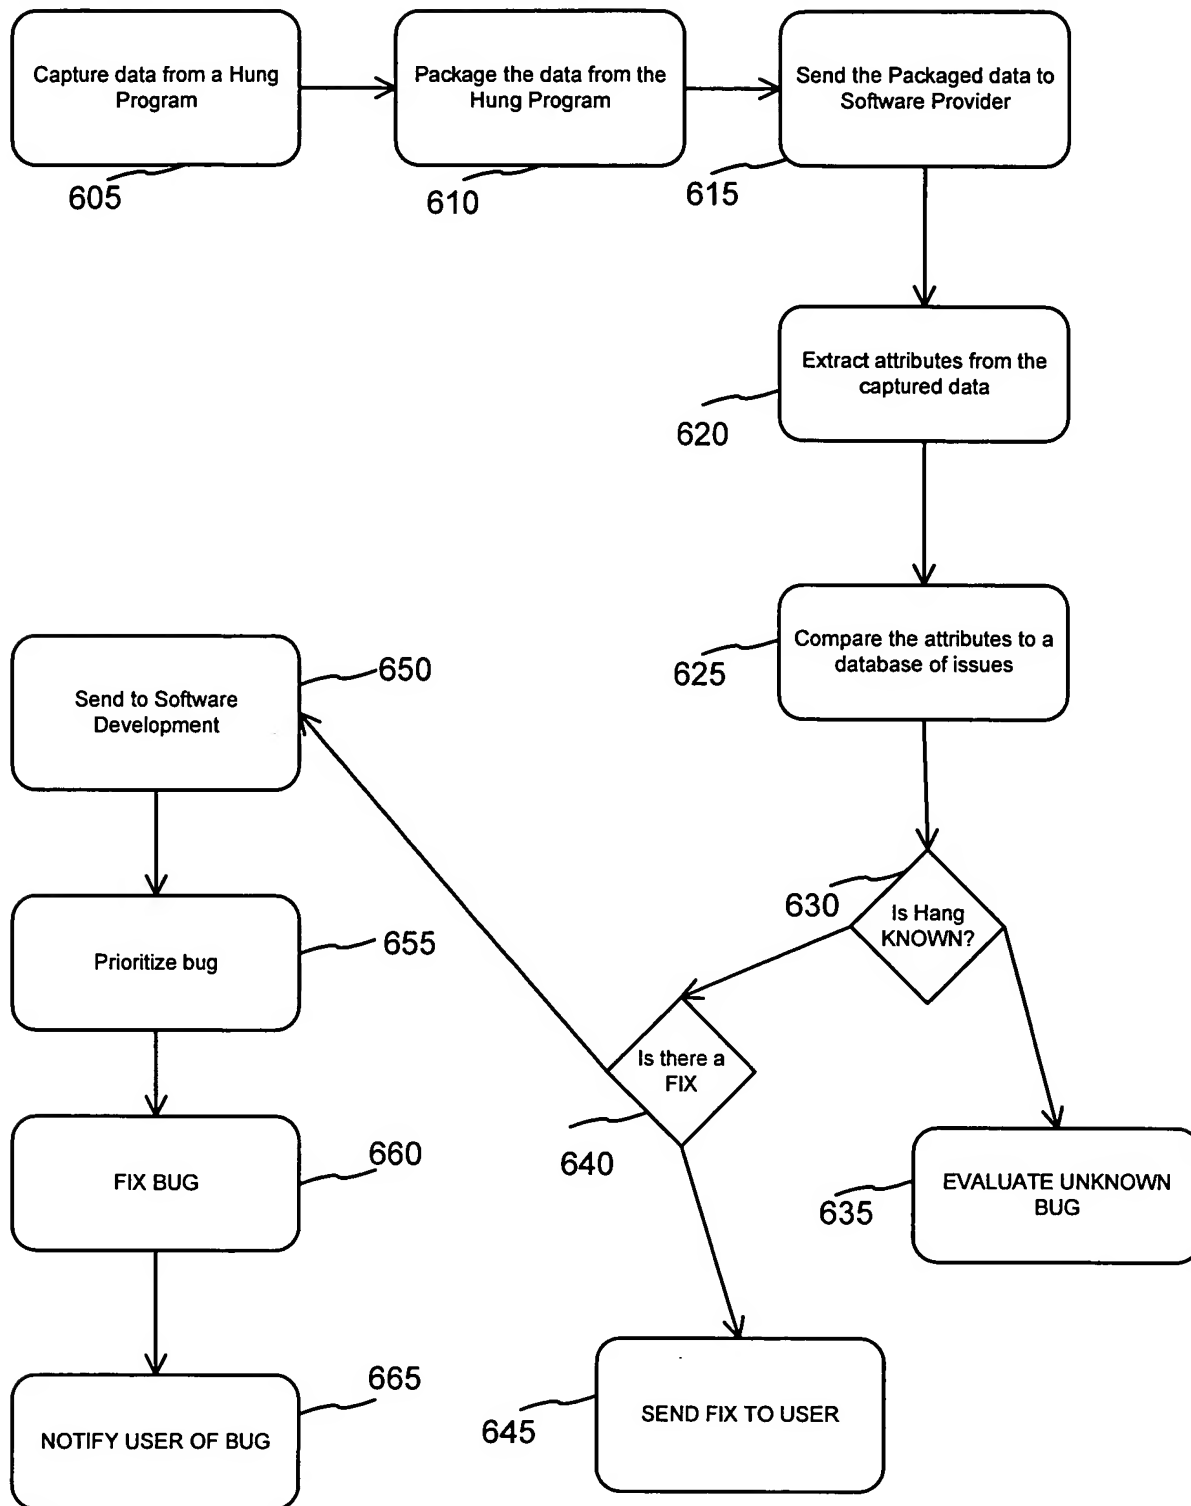 Capture data from a Hung
Program
605
Package the data from the
Hung Program
610
Send the Packaged data to
Software Provider
615
Extract attributes from the
captured data
620
Compare the attributes to a
database of issues
625
Is Hang
KNOWN?
630
EVALUATE UNKNOWN
BUG
635
Is there a
FIX
640
SEND FIX TO USER
645
Send to Software
Development
650
Prioritize bug
655
FIX BUG
660
NOTIFY USER OF BUG
665